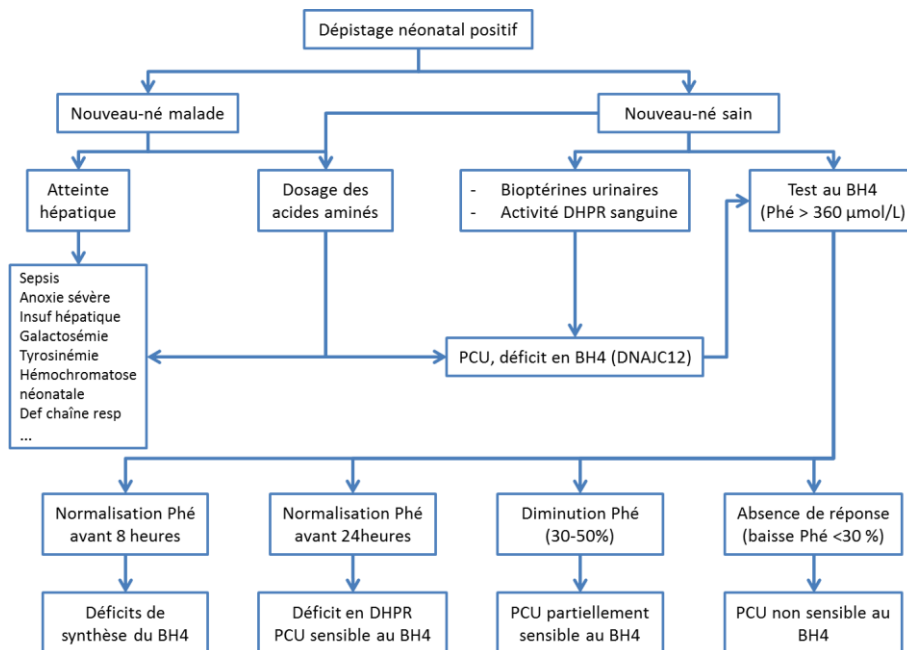 Dépistage néonatal positif
Nouveau-né malade
Nouveau-né sain
Atteinte
hépatique
Dosage des
acides aminés
- Bioptérines urinaires
- Activité DHPR sanguine
Test au BH4
(Phé > 360 µmol/L)
Sepsis
Anoxie sévère
Insuf hépatique
Galactosémie
Tyrosinémie
Hémochromatose
néonatale
Def chaîne resp
...
PCU, déficit en BH4 (DNAJC12)
Normalisation Phé
avant 8 heures
Normalisation Phé
avant 24heures
Diminution Phé
(30-50%)
Absence de réponse
(baisse Phé <30 %)
Déficits de
synthèse du BH4
Déficit en DHPR
PCU sensible au BH4
PCU partiellement
sensible au BH4
PCU non sensible au
BH4